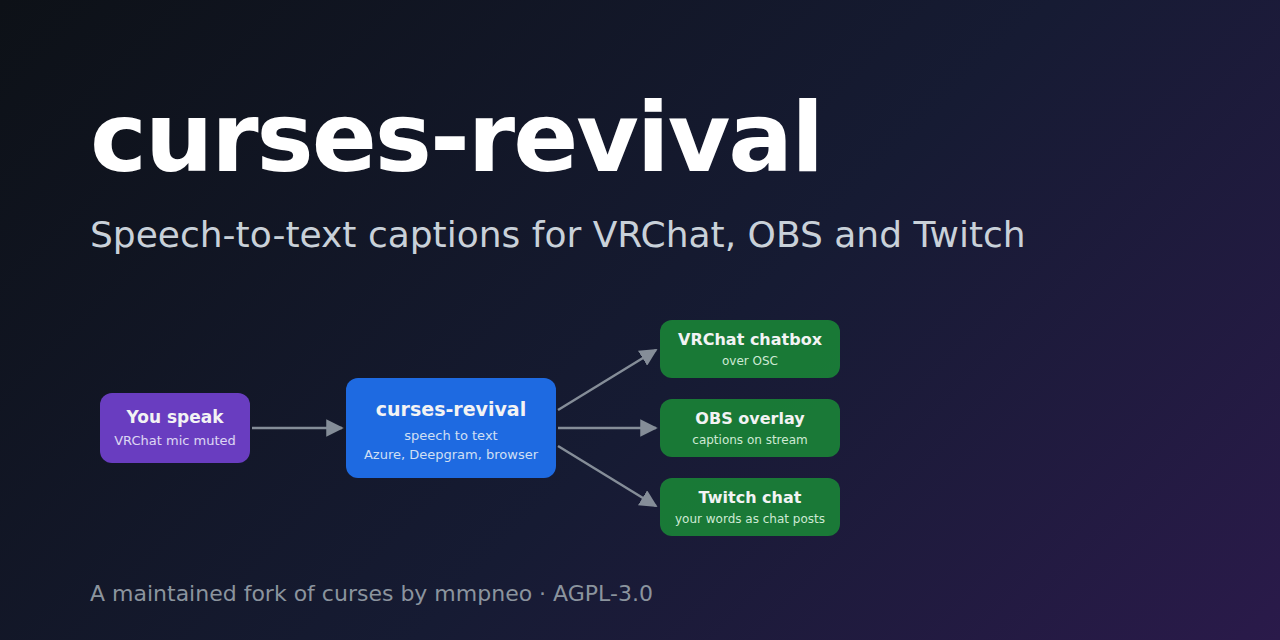 curses-revival
Speech-to-text captions for VRChat, OBS and Twitch
You speak
VRChat mic muted
curses-revival
speech to text
Azure, Deepgram, browser
VRChat chatbox
over OSC
OBS overlay
captions on stream
Twitch chat
your words as chat posts
A maintained fork of curses by mmpneo · AGPL-3.0